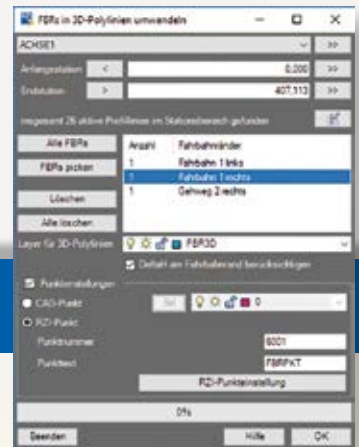 FBRs in 3D-Polylinien umwandeln
ACHSE1
Anfangsstation < 0,000 >>
Endstation > 407,113 >>
insgesamt 26 aktive Profillinien im Stationsbereich gefunden
Alle FBRs
FBRs picken
Löschen
Alle löschen
Anzahl Fahrbahnränder
1 Fahrbahn 1 links
1 Fahrbahn 1 rechts
1 Gehweg 2 rechts
Layer für 3D-Polylinien FBR3D
DeltaH am Fahrbahnrand berücksichtigen
Punkteinstellungen
CAD-Punkt 0
RZI-Punkt
Punktnummer 6001
Punkttext FBRPKT
RZI-Punkteinstellung
0%
Beenden Hilfe OK